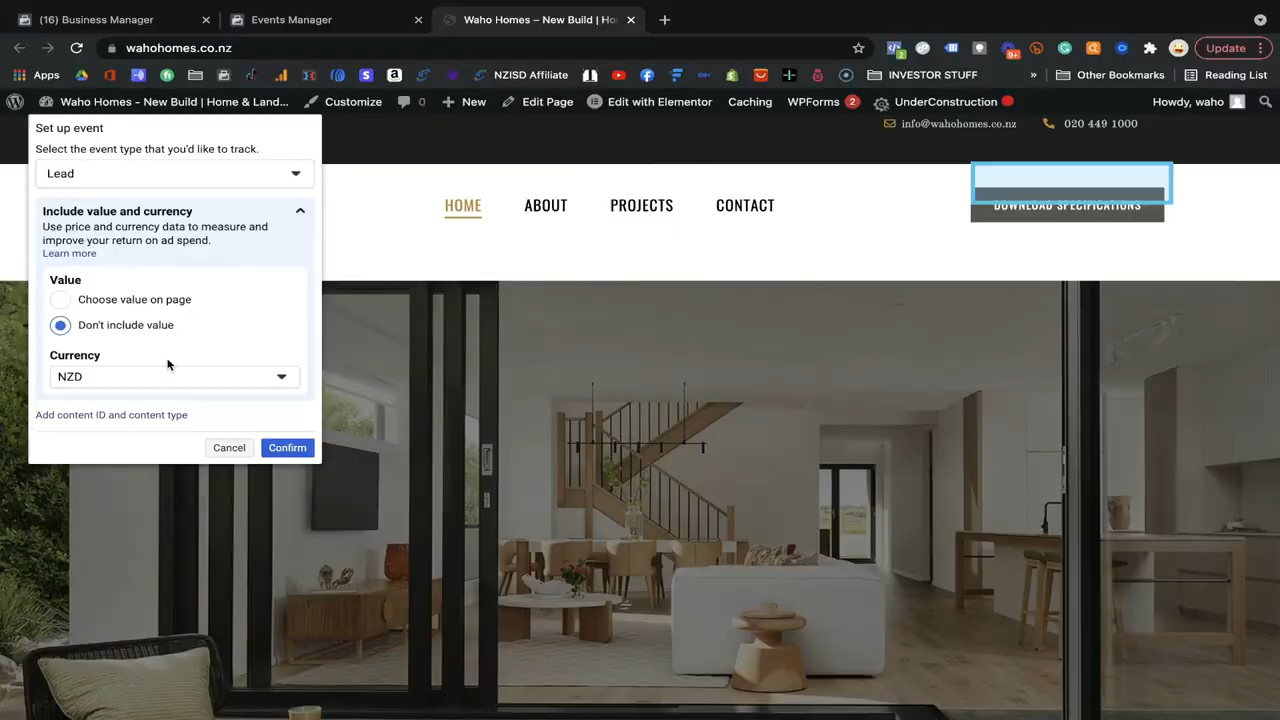 (16) Business Manager
Events Manager
Waho Homes – New Build | Ho
wahohomes.co.nz
2
9+
Update
Apps
NZISD Affiliate
INVESTOR STUFF
»
Other Bookmarks
Reading List
Waho Homes – New Build | Home & Land...
Customize
0
New
Edit Page
Edit with Elementor
Caching
WPForms 2
UnderConstruction
Howdy, waho
info@wahohomes.co.nz
020 449 1000
HOME
ABOUT
PROJECTS
CONTACT
DOWNLOAD SPECIFICATIONS
Set up event
Select the event type that you'd like to track.
Lead
Include value and currency
Use price and currency data to measure and
improve your return on ad spend.
Learn more
Value
Choose value on page
Don't include value
Currency
NZD
Add content ID and content type
Cancel
Confirm